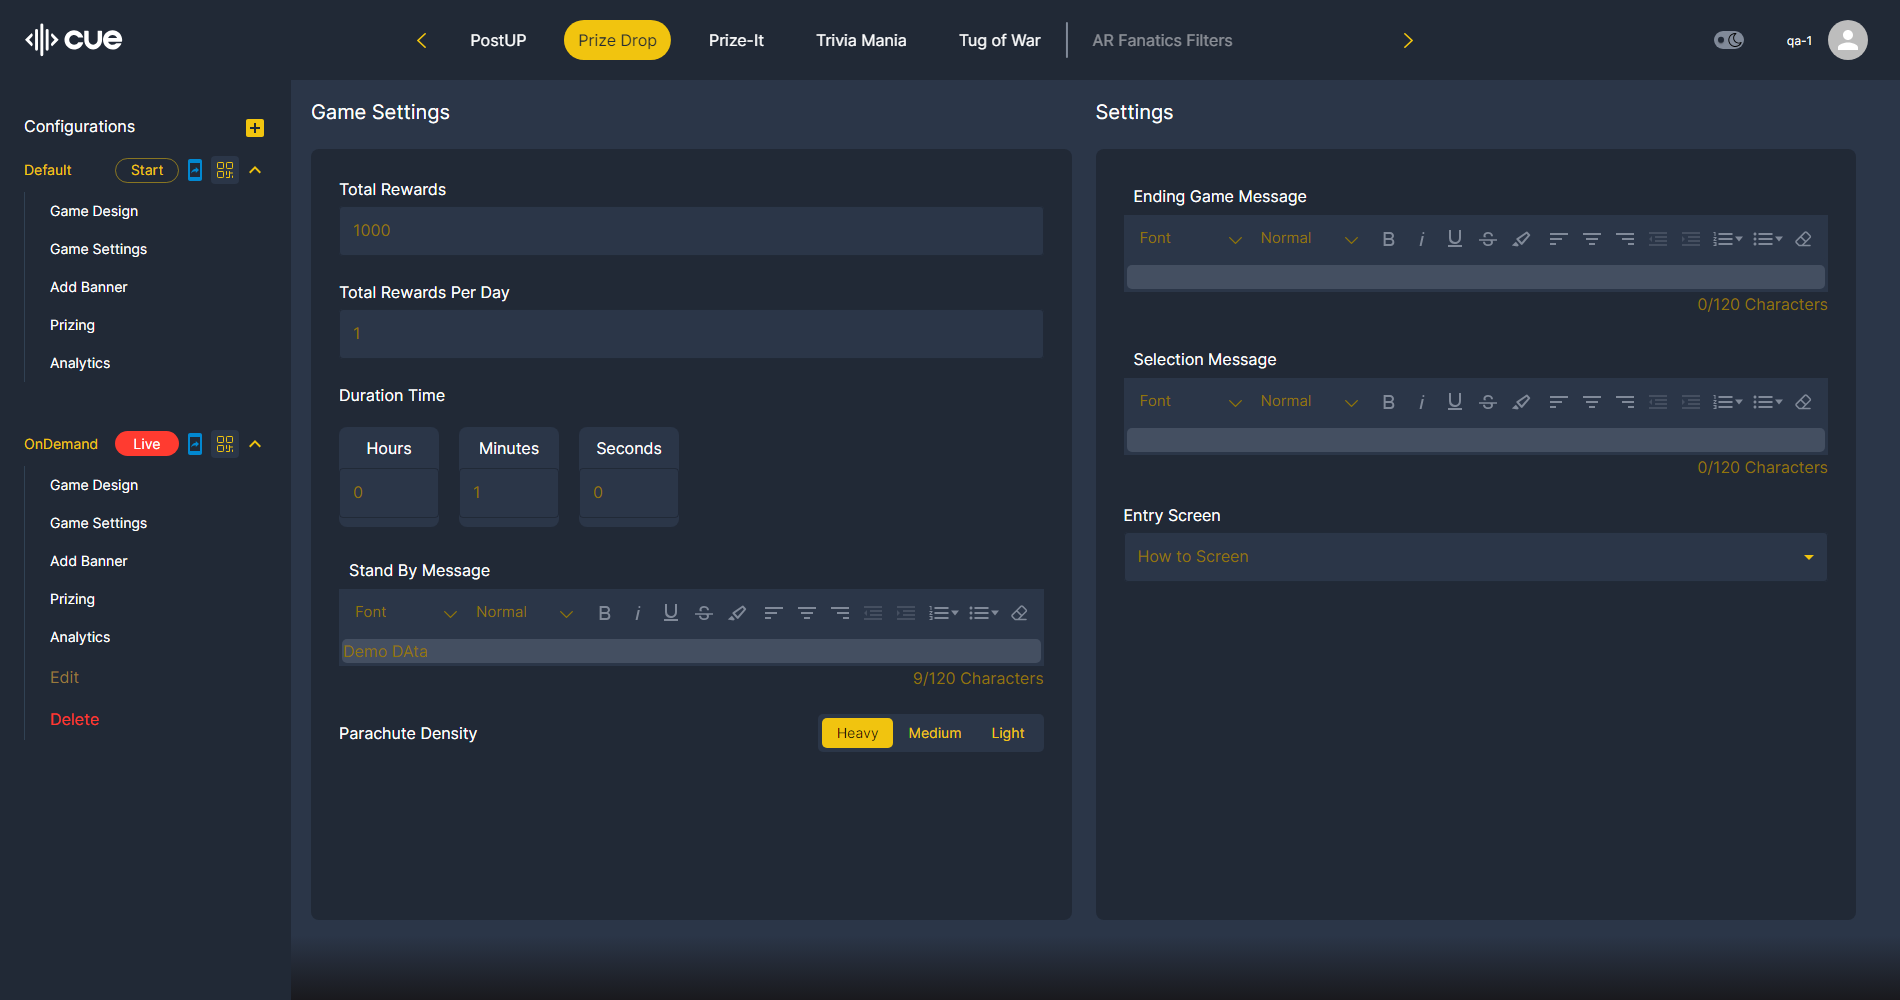 cue
PostUP
Prize Drop
Prize-It
Trivia Mania
Tug of War
AR Fanatics Filters
qa-1
Configurations
Default
Start
Game Design
Game Settings
Add Banner
Prizing
Analytics
OnDemand
Live
Game Design
Game Settings
Add Banner
Prizing
Analytics
Edit
Delete
Game Settings
Total Rewards
1000
Total Rewards Per Day
1
Duration Time
Hours
Minutes
Seconds
0
1
0
Stand By Message
Font
Normal
Demo DAta
9/120 Characters
Parachute Density
Heavy
Medium
Light
Settings
Ending Game Message
Font
Normal
0/120 Characters
Selection Message
Font
Normal
0/120 Characters
Entry Screen
How to Screen